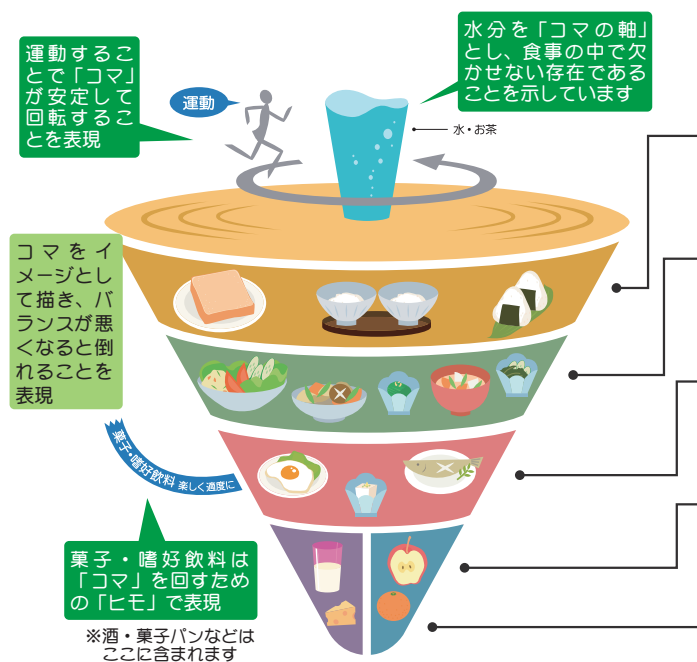 運動するこ
とで「コマ」
が安定して
回転するこ
とを表現
運動
水分を「コマの軸」
とし、食事の中で欠
かせない存在である
ことを示しています
水・お茶
コマをイ
メージとし
て描き、バ
ランスが悪
くなると倒
れることを
表現
菓子・嗜好飲料 楽しく適度に
菓子・嗜好飲料は
「コマ」を回すため
の「ヒモ」で表現
※酒・菓子パンなどは
ここに含まれます